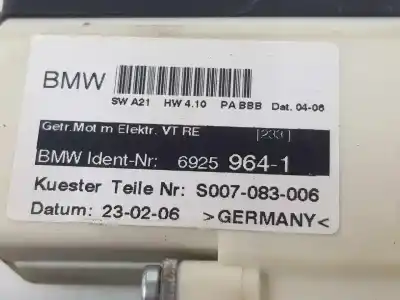 BMW
SW A21 HW 4.10 PA BBB Dat. 04-06
Getr.Mot m Elektr. VT RE [233]
BMW Ident-Nr: 6925 964-1
Kuester Teile Nr: S007-083-006
Datum: 23-02-06 >GERMANY<